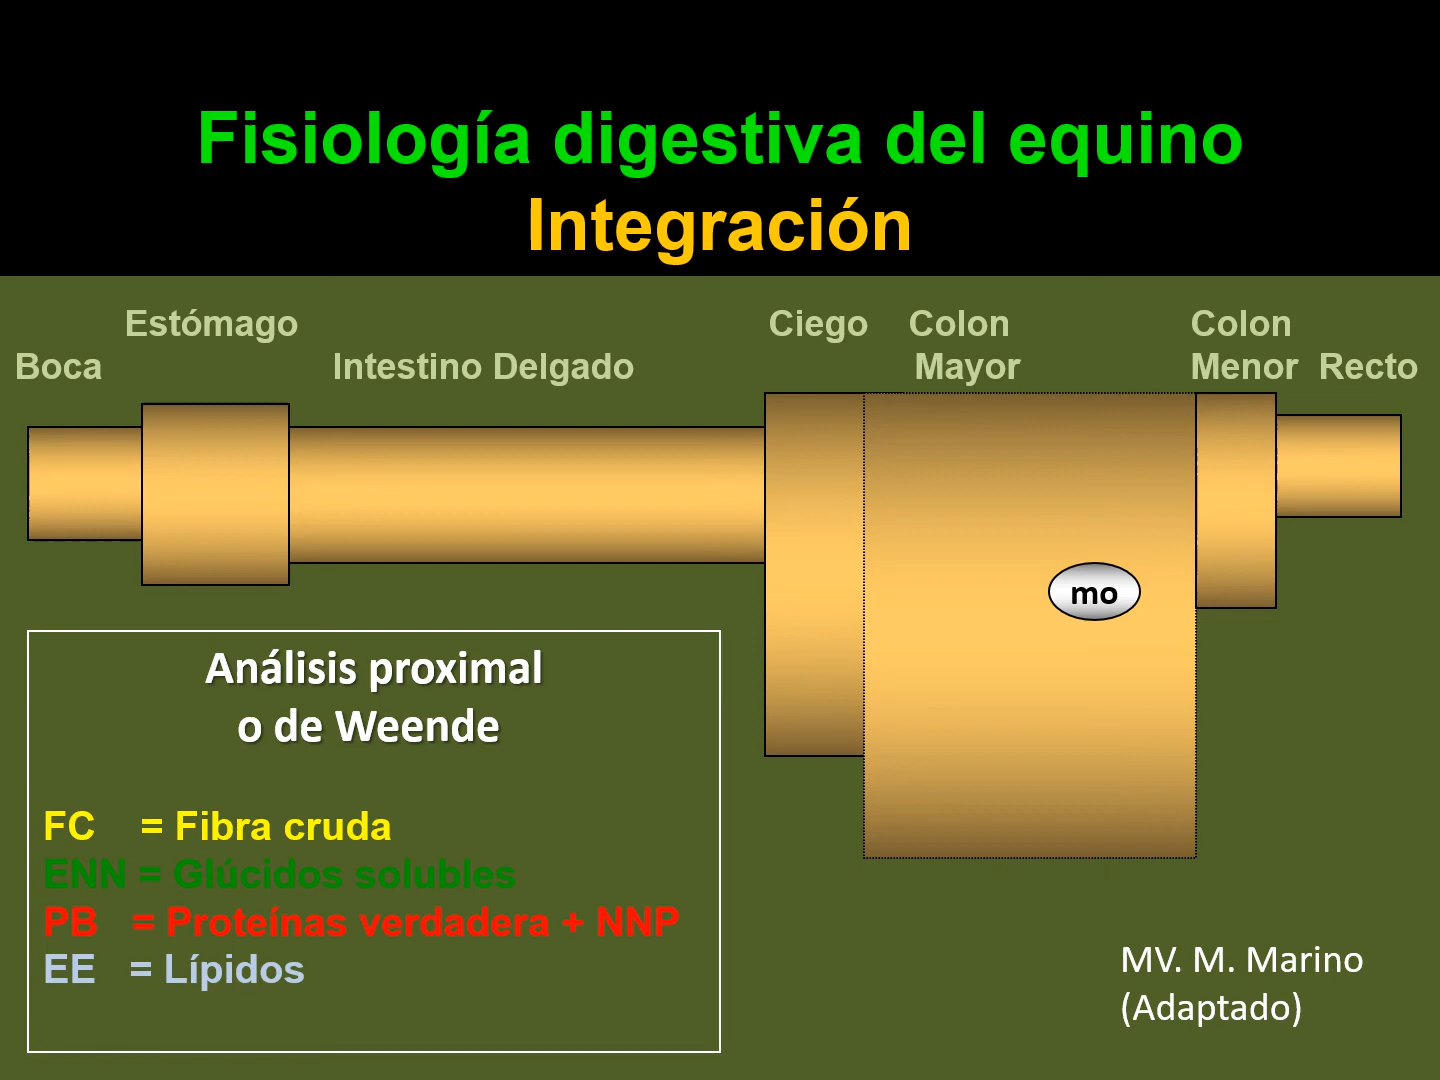 Fisiología digestiva del equino
Integración
Estómago
Ciego
Colon
Colon
Boca
Intestino Delgado
Mayor
Menor
Recto
mo
Análisis proximal
o de Weende
FC = Fibra cruda
ENN = Glúcidos solubles
PB = Proteínas verdadera + NNP
EE = Lípidos
MV. M. Marino
(Adaptado)